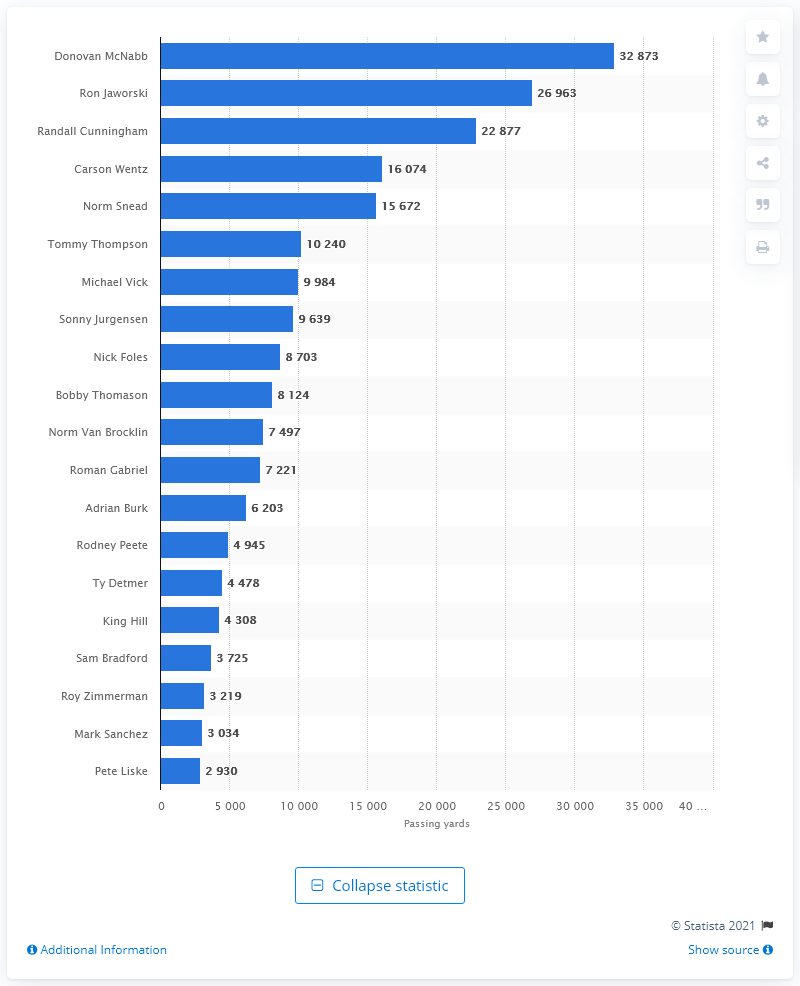 Donovan McNabb 32 873
Ron Jaworski 26 963
Randall Cunningham 22 877
Carson Wentz 16 074
Norm Snead 15 672
Tommy Thompson 10 240
Michael Vick 9 984
Sonny Jurgensen 9 639
Nick Foles 8 703
Bobby Thomason 8 124
Norm Van Brocklin 7 497
Roman Gabriel 7 221
Adrian Burk 6 203
Rodney Peete 4 945
Ty Detmer 4 478
King Hill 4 308
Sam Bradford 3 725
Roy Zimmerman 3 219
Mark Sanchez 3 034
Pete Liske 2 930
0 5 000 10 000 15 000 20 000 25 000 30 000 35 000 40 ...
Passing yards
Collapse statistic
© Statista 2021
Additional Information Show source